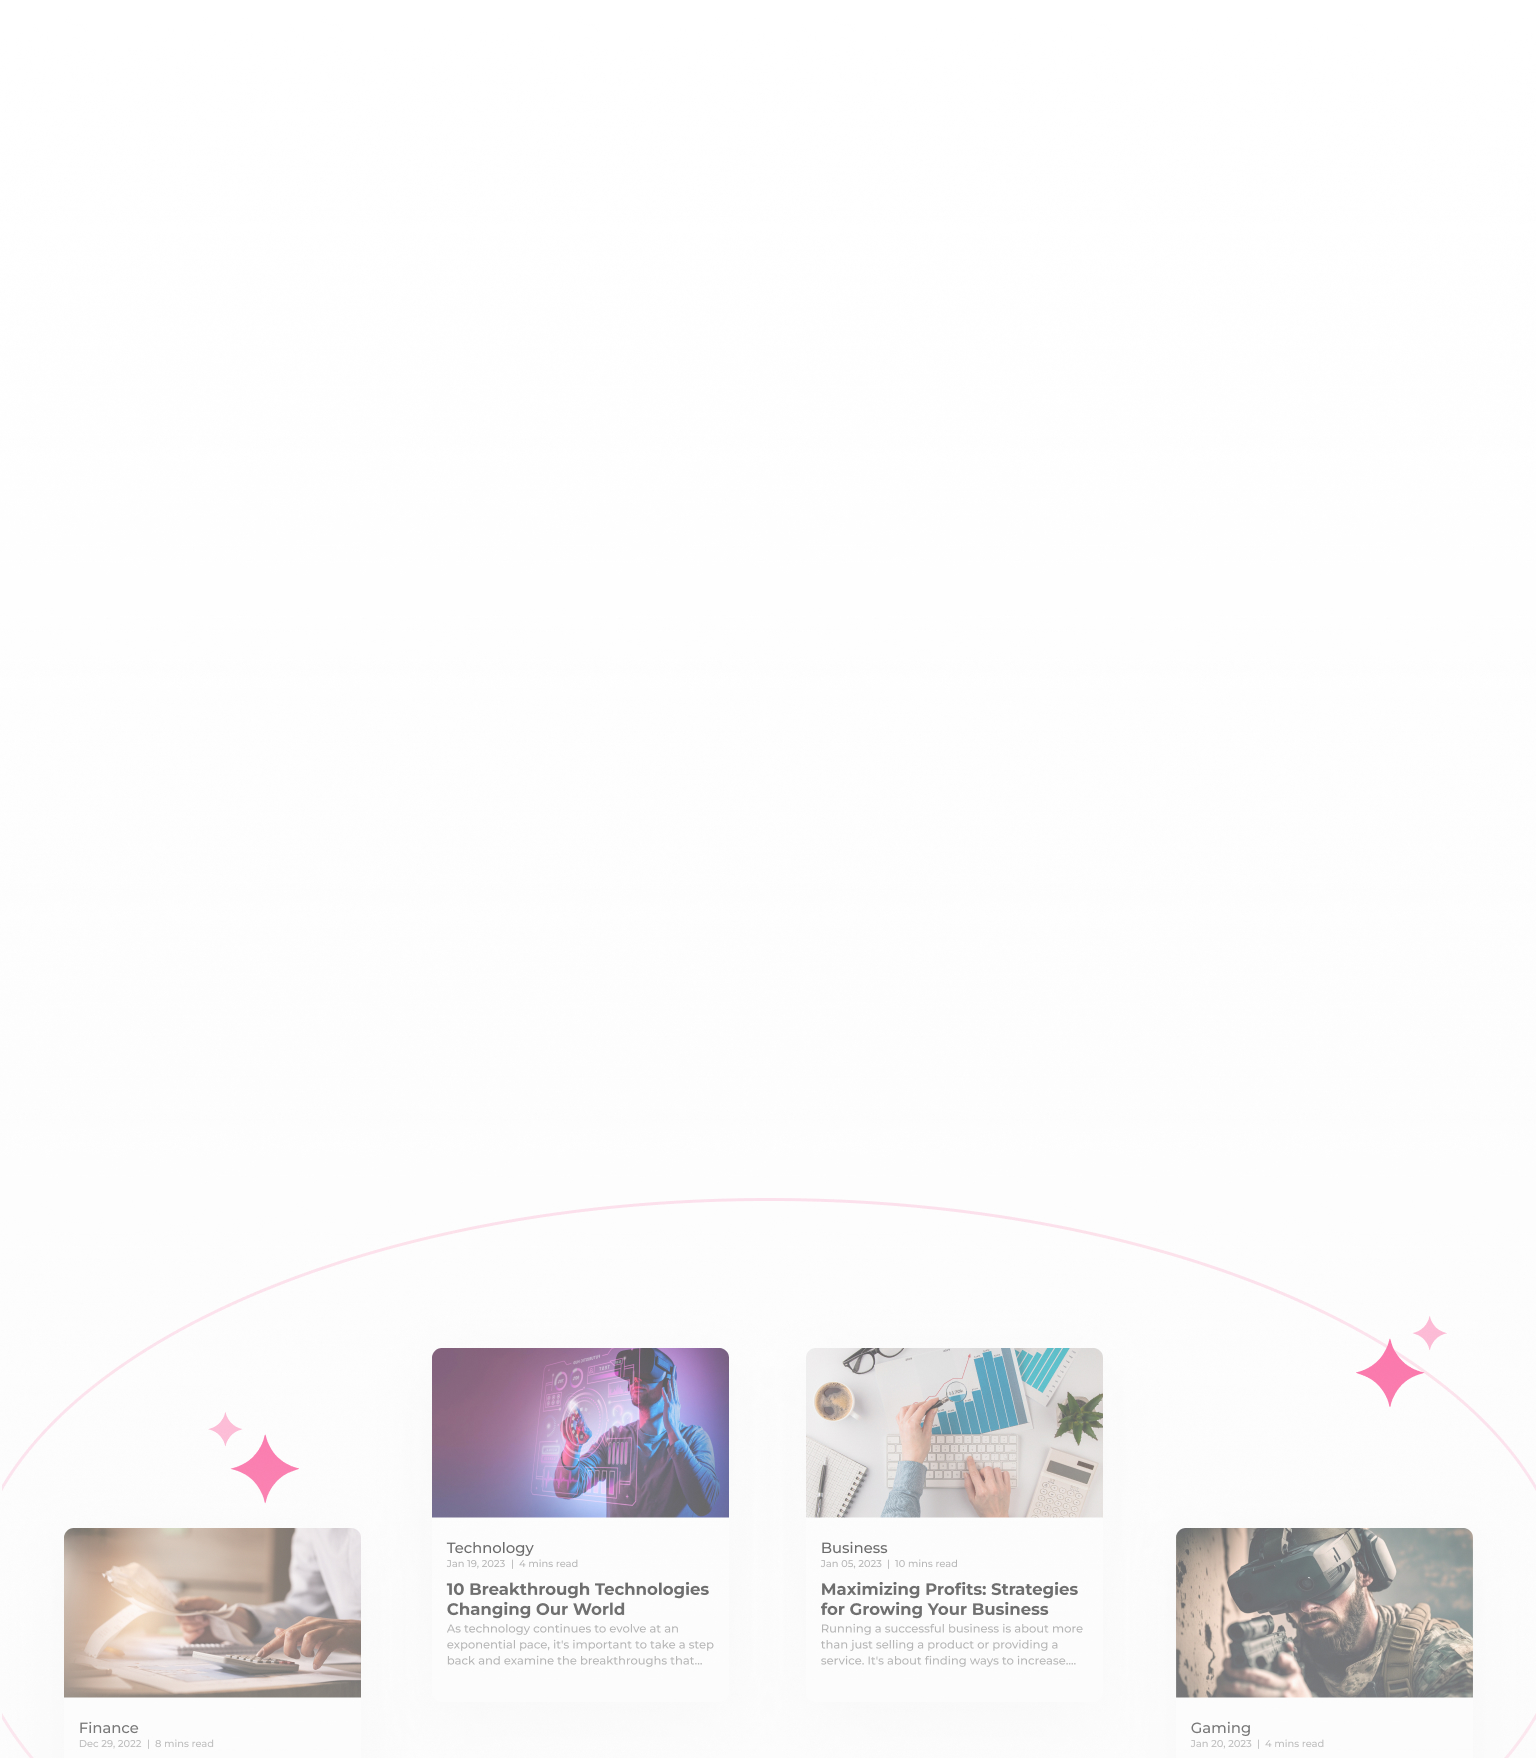 Technology
Jan 19, 2023 | 4 mins read
10 Breakthrough Technologies
Changing Our World
As technology continues to evolve at an
exponential pace, it's important to take a step
back and examine the breakthroughs that...
Business
Jan 05, 2023 | 10 mins read
Maximizing Profits: Strategies
for Growing Your Business
Running a successful business is about more
than just selling a product or providing a
service. It's about finding ways to increase....
Finance
Dec 29, 2022 | 8 mins read
Gaming
Jan 20, 2023 | 4 mins read